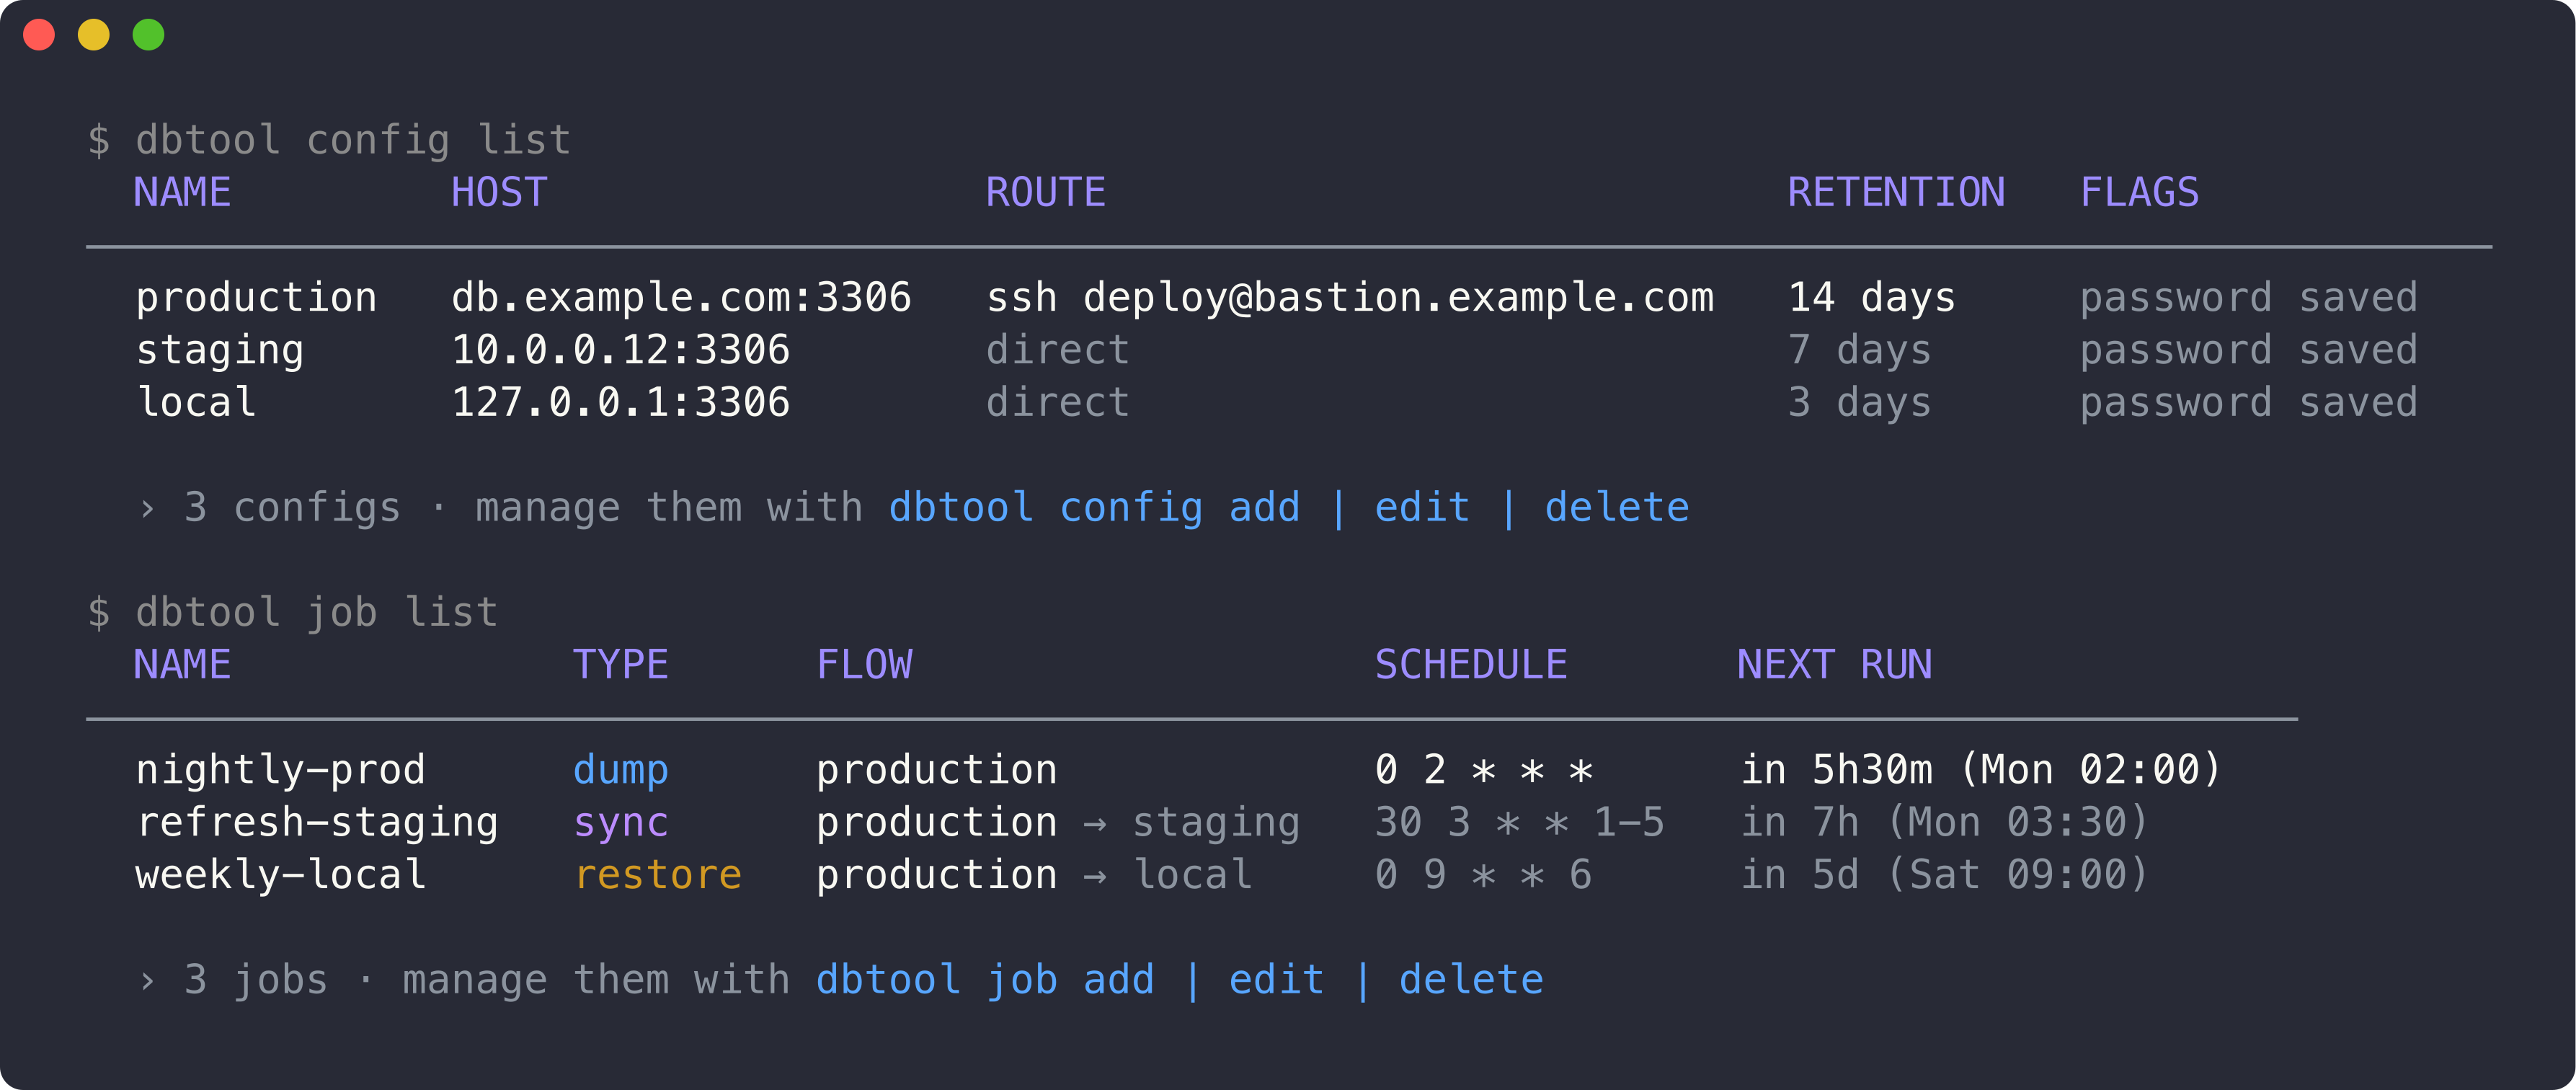 $ dbtool config list
NAME HOST ROUTE RETENTION FLAGS
production db.example.com:3306 ssh deploy@bastion.example.com 14 days password saved
staging 10.0.0.12:3306 direct 7 days password saved
local 127.0.0.1:3306 direct 3 days password saved
› 3 configs · manage them with dbtool config add | edit | delete
$ dbtool job list
NAME TYPE FLOW SCHEDULE NEXT RUN
nightly-prod dump production 0 2 * * * in 5h30m (Mon 02:00)
refresh-staging sync production → staging 30 3 * * 1-5 in 7h (Mon 03:30)
weekly-local restore production → local 0 9 * * 6 in 5d (Sat 09:00)
› 3 jobs · manage them with dbtool job add | edit | delete